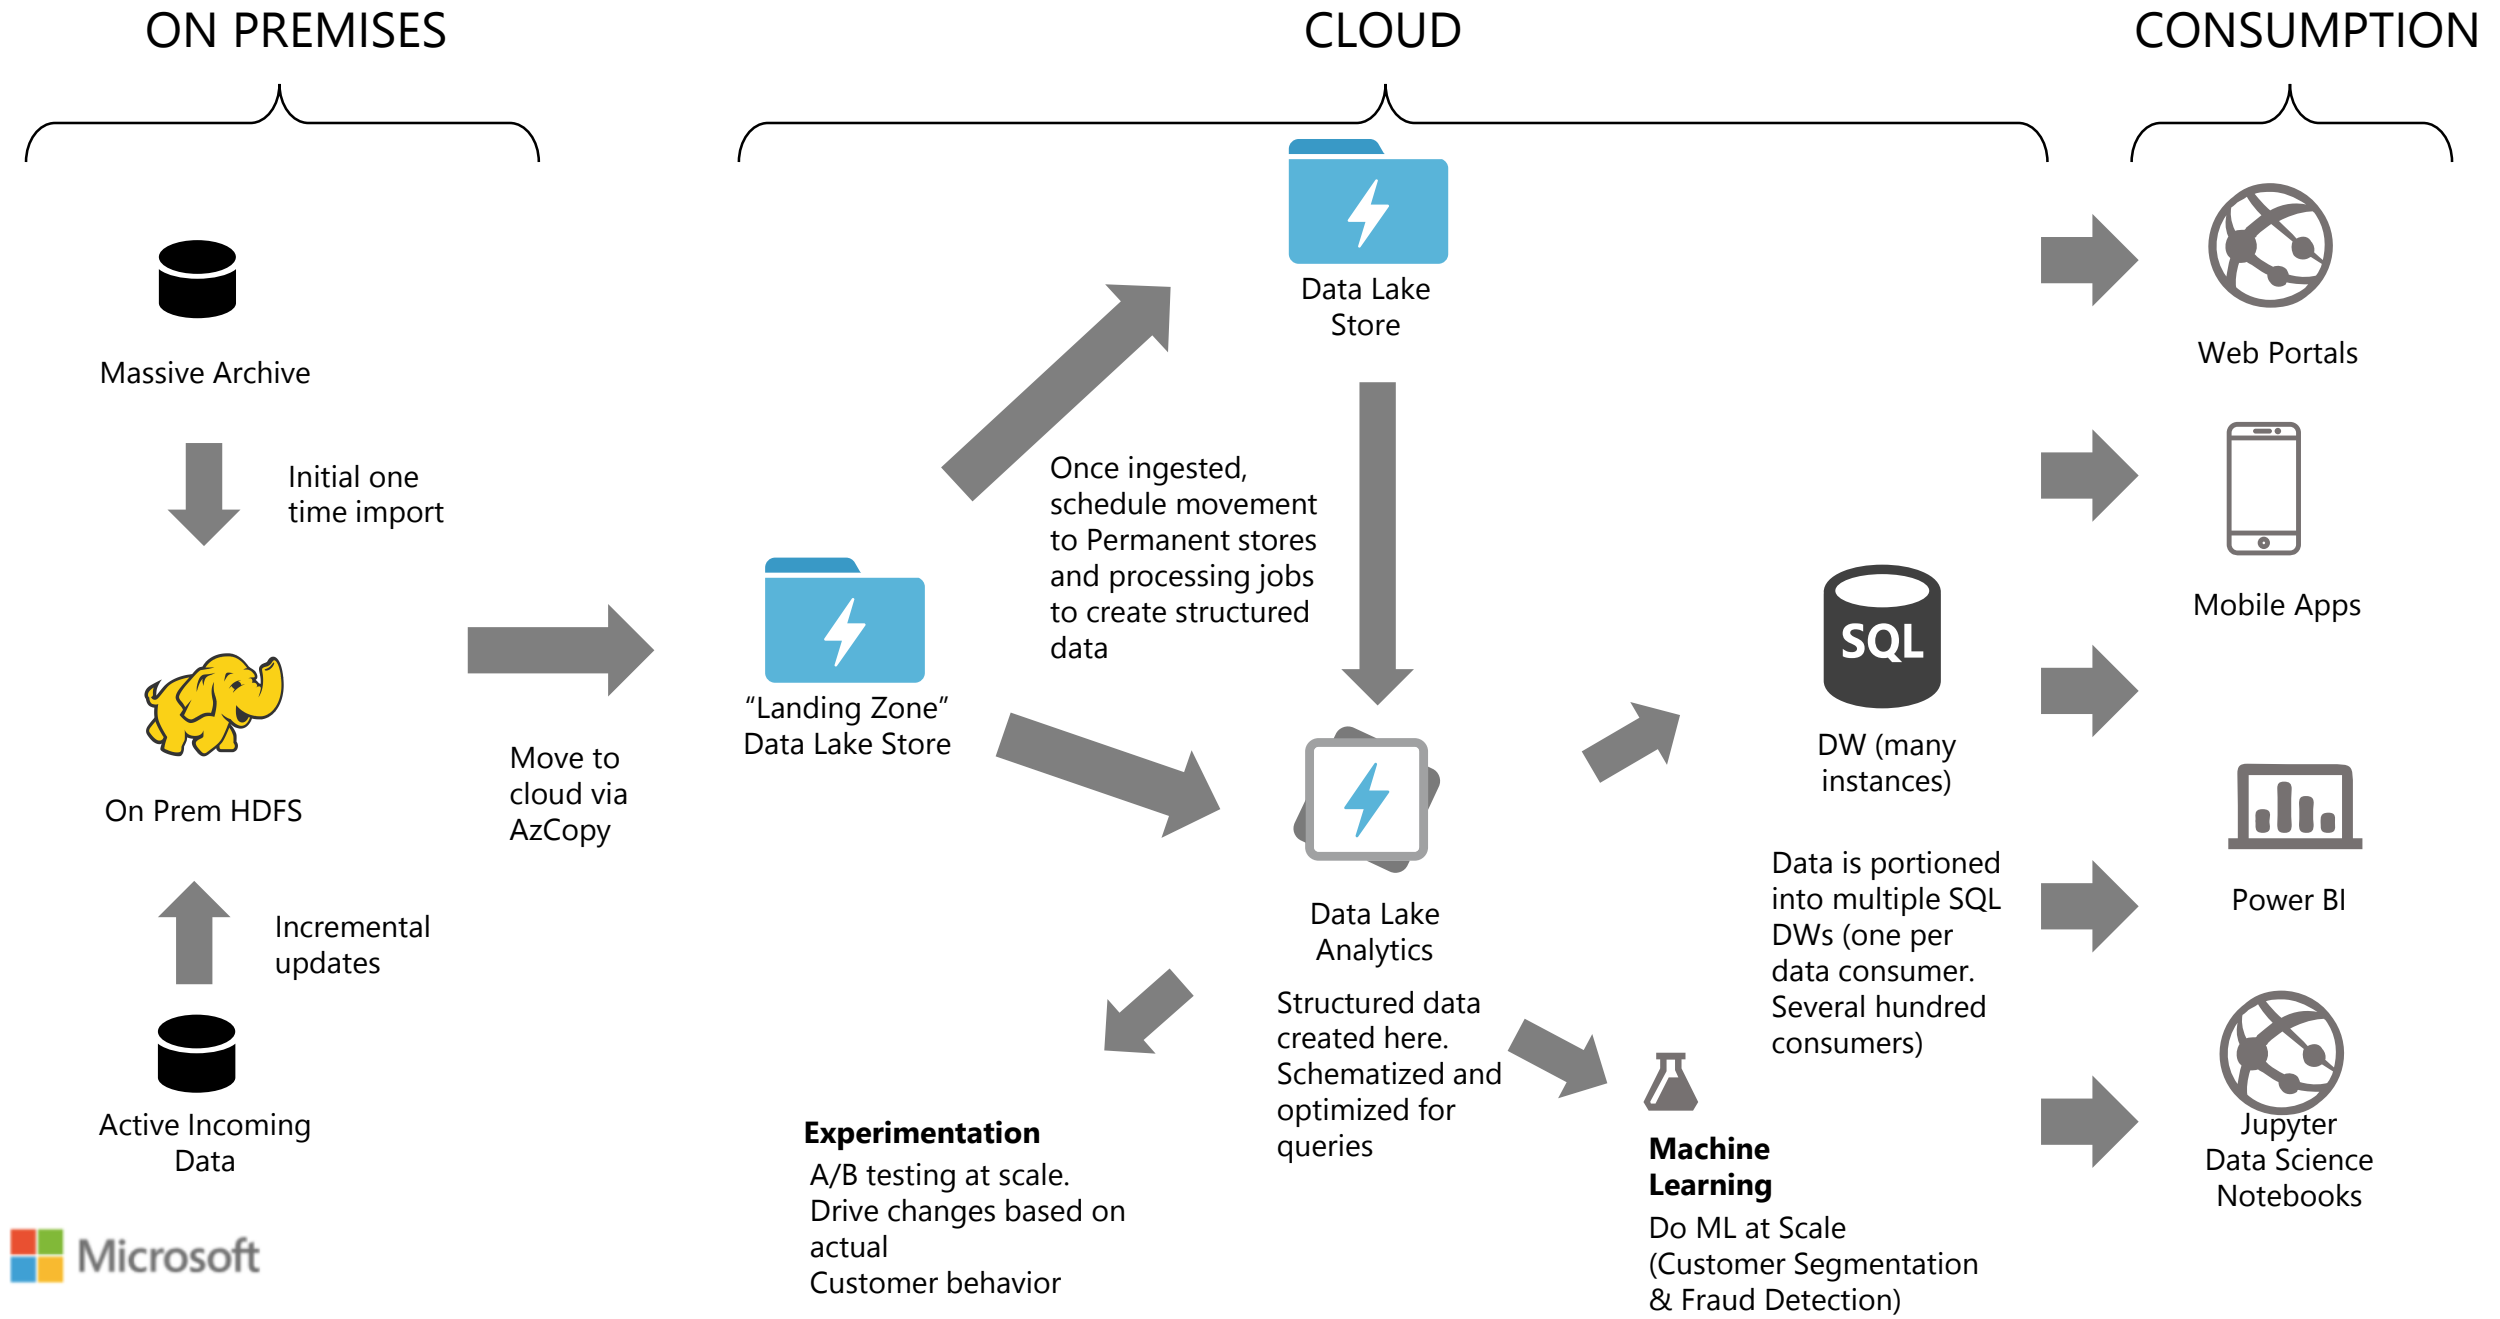 ON PREMISES
CLOUD
CONSUMPTION
Massive Archive
Initial one
time import
On Prem HDFS
Incremental
updates
Active Incoming
Data
Microsoft
Move to
cloud via
AzCopy
“Landing Zone”
Data Lake Store
Data Lake
Store
Once ingested,
schedule movement
to Permanent stores
and processing jobs
to create structured
data
Data Lake
Analytics
Structured data
created here.
Schematized and
optimized for
queries
Experimentation
A/B testing at scale.
Drive changes based on
actual
Customer behavior
SQL
DW (many
instances)
Data is portioned
into multiple SQL
DWs (one per
data consumer.
Several hundred
consumers)
Machine
Learning
Do ML at Scale
(Customer Segmentation
& Fraud Detection)
Web Portals
Mobile Apps
Power BI
Jupyter
Data Science
Notebooks